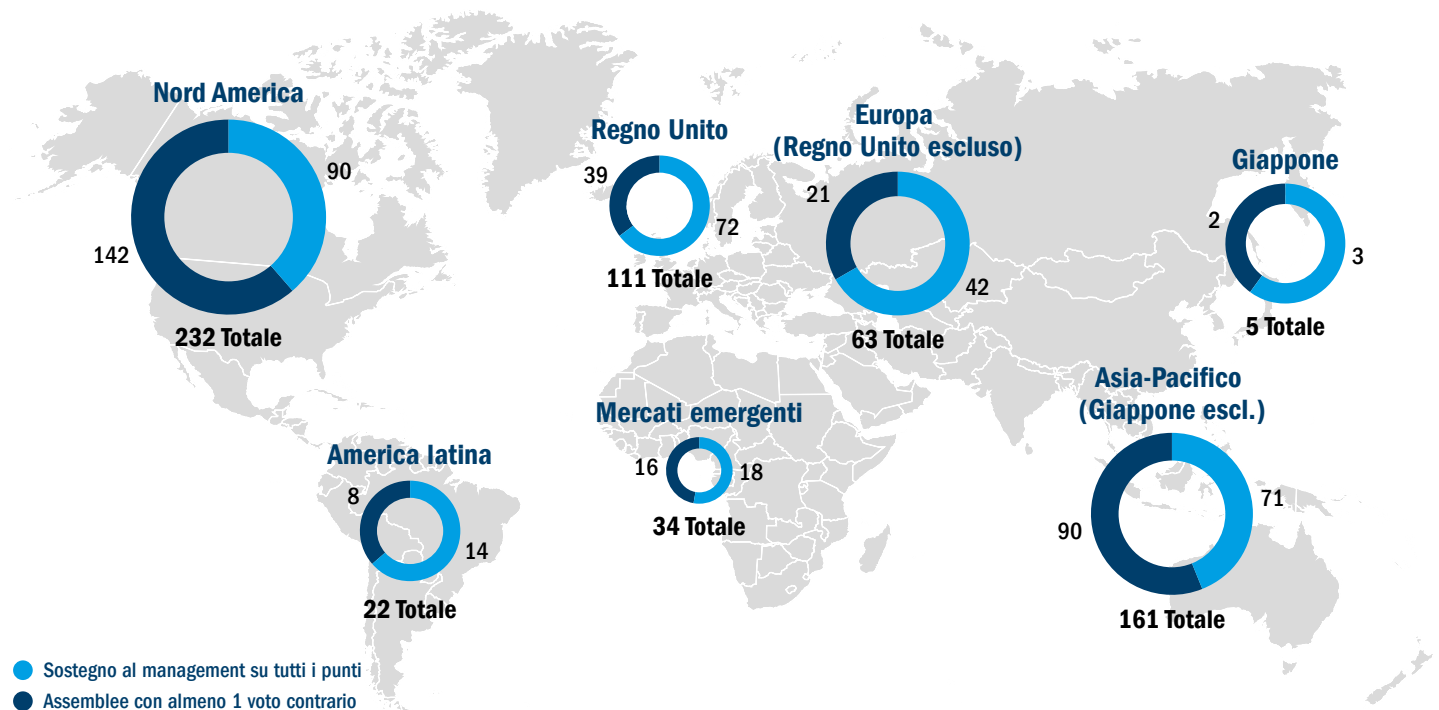 Nord America
90
142
232 Totale
Regno Unito
39
72
111 Totale
Europa
(Regno Unito escluso)
21
42
63 Totale
Giappone
2
3
5 Totale
America latina
8
14
22 Totale
Mercati emergenti
16
18
34 Totale
Asia-Pacifico
(Giappone escl.)
71
90
161 Totale
Sostegno al management su tutti i punti
Assemblee con almeno 1 voto contrario